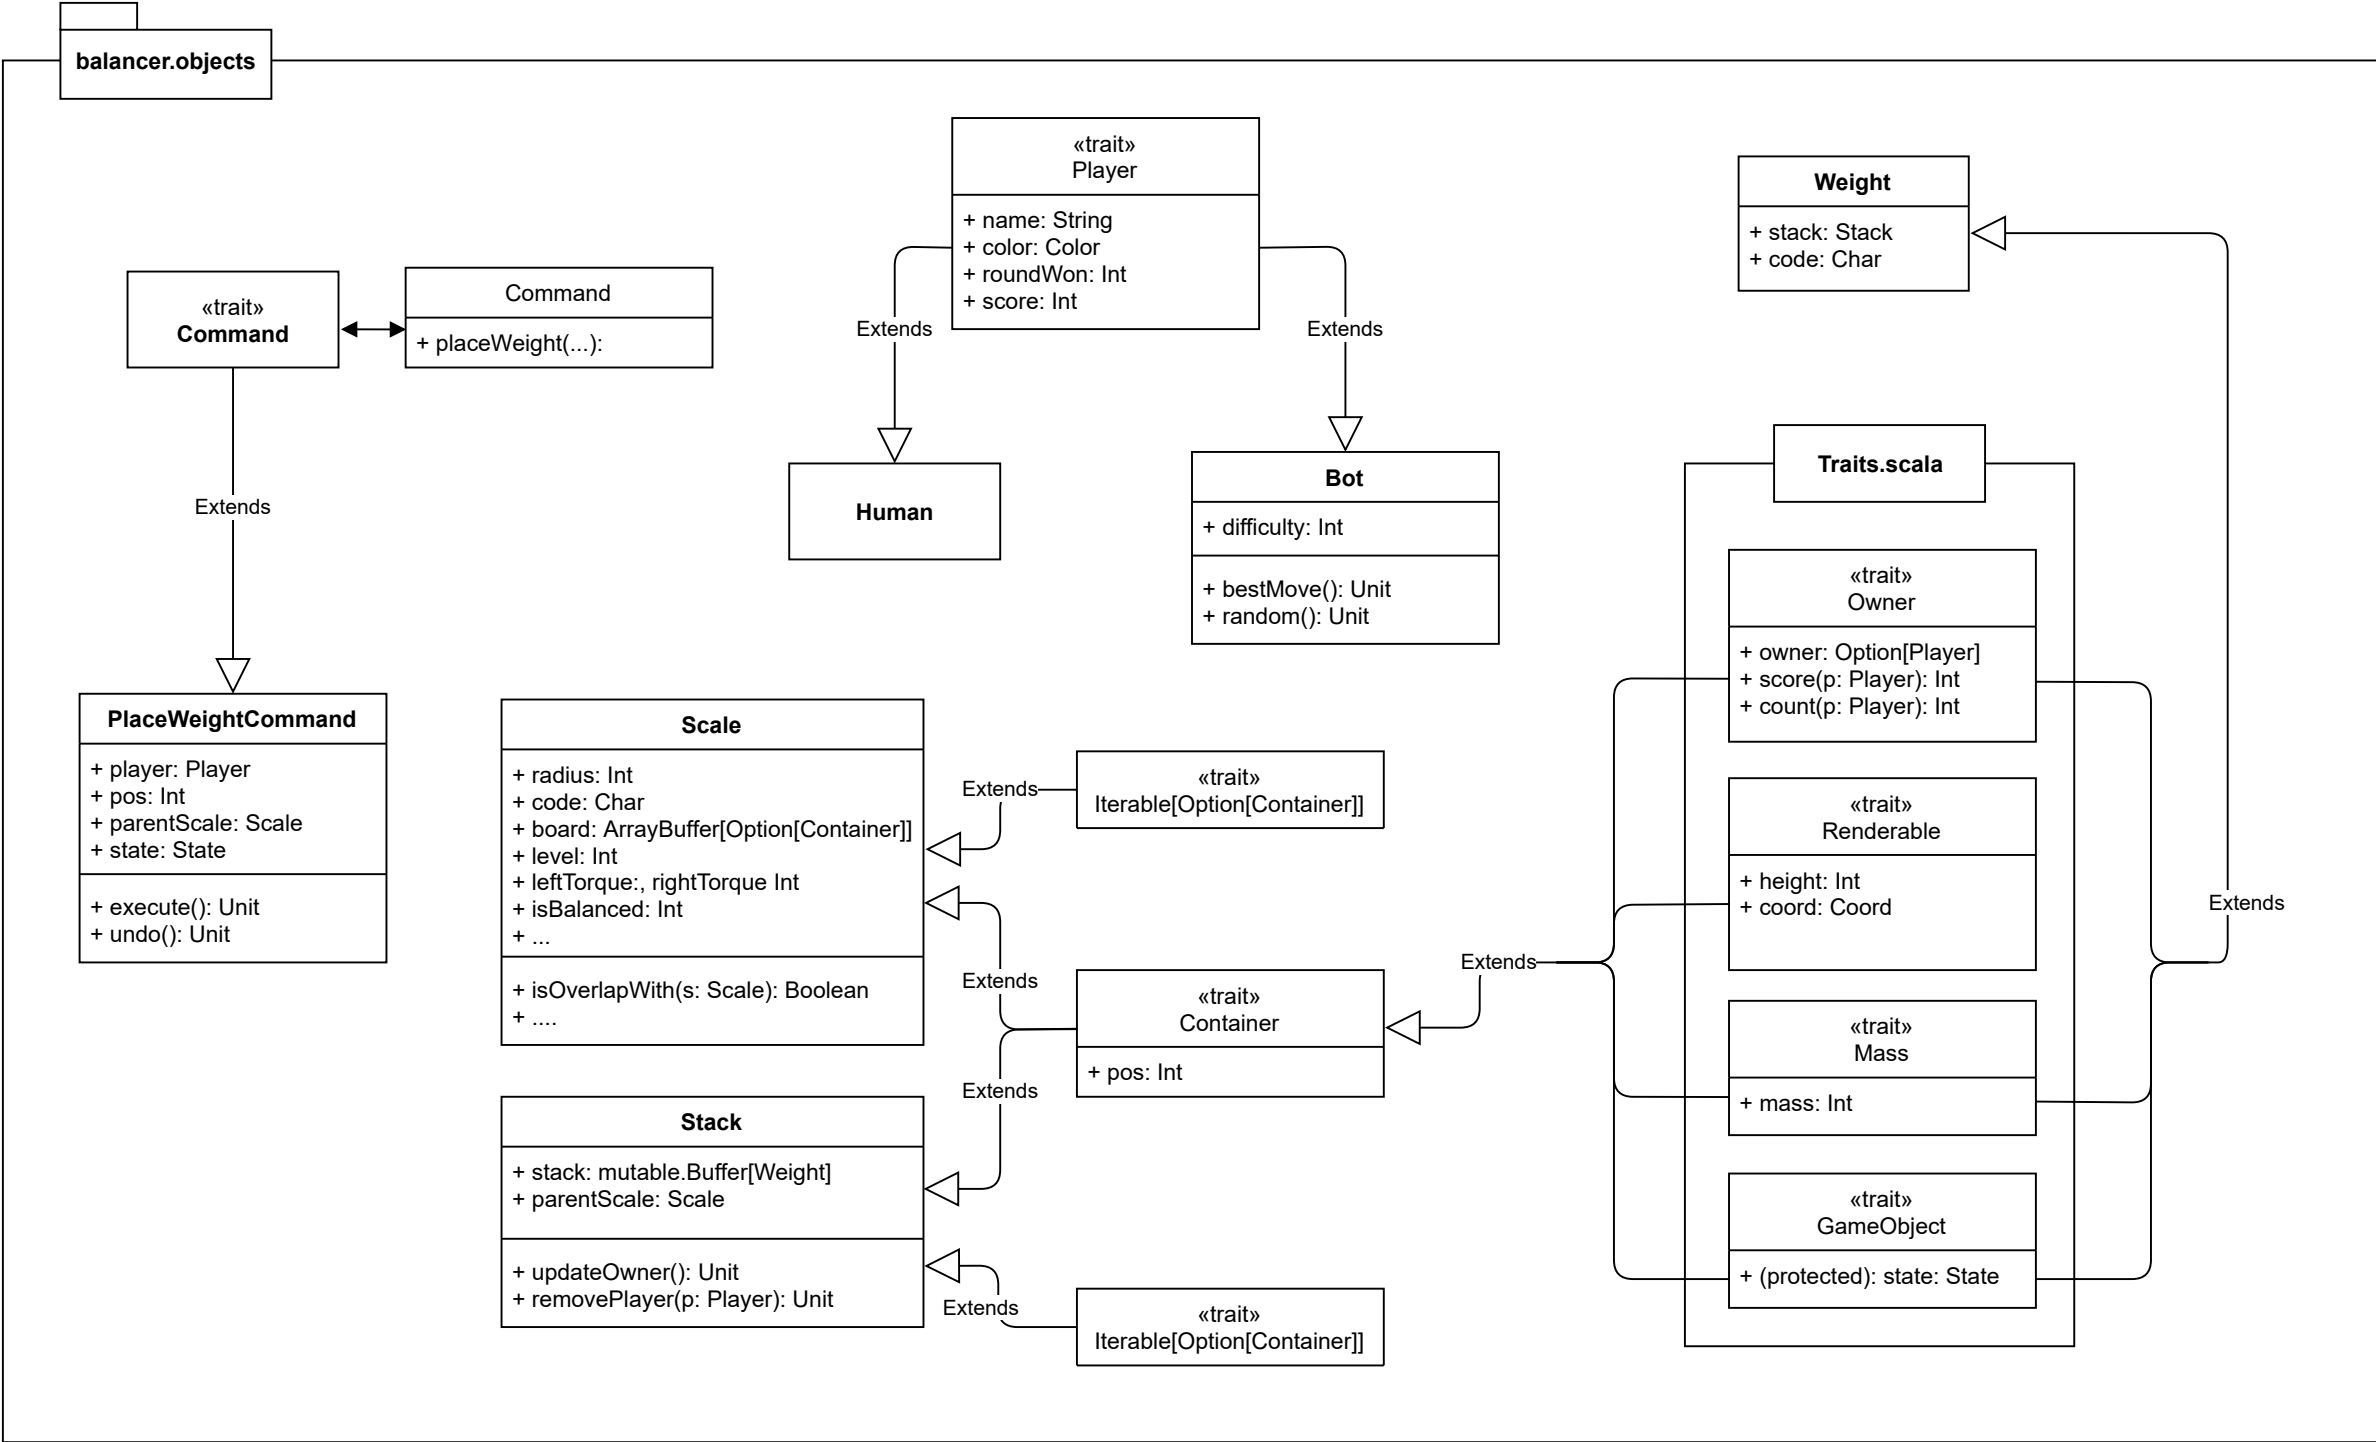 balancer.objects
«trait»
Command
Command
+ placeWeight(...):
Extends
PlaceWeightCommand
+ player: Player
+ pos: Int
+ parentScale: Scale
+ state: State
+ execute(): Unit
+ undo(): Unit
«trait»
Player
+ name: String
+ color: Color
+ roundWon: Int
+ score: Int
Extends
Extends
Human
Bot
+ difficulty: Int
+ bestMove(): Unit
+ random(): Unit
Weight
+ stack: Stack
+ code: Char
Scale
+ radius: Int
+ code: Char
+ board: ArrayBuffer[Option[Container]]
+ level: Int
+ leftTorque:, rightTorque Int
+ isBalanced: Int
+ ...
+ isOverlapWith(s: Scale): Boolean
+ ....
Extends
«trait»
Iterable[Option[Container]]
Extends
Extends
«trait»
Container
+ pos: Int
Extends
Stack
+ stack: mutable.Buffer[Weight]
+ parentScale: Scale
+ updateOwner(): Unit
+ removePlayer(p: Player): Unit
Extends
«trait»
Iterable[Option[Container]]
Traits.scala
«trait»
Owner
+ owner: Option[Player]
+ score(p: Player): Int
+ count(p: Player): Int
«trait»
Renderable
+ height: Int
+ coord: Coord
«trait»
Mass
+ mass: Int
«trait»
GameObject
+ (protected): state: State
Extends